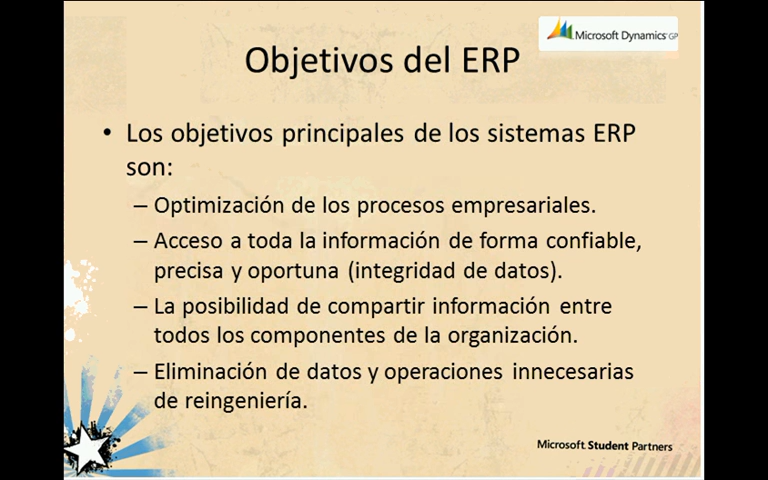 Microsoft Dynamics GP
Objetivos del ERP
• Los objetivos principales de los sistemas ERP
son:
– Optimización de los procesos empresariales.
– Acceso a toda la información de forma confiable,
precisa y oportuna (integridad de datos).
– La posibilidad de compartir información entre
todos los componentes de la organización.
– Eliminación de datos y operaciones innecesarias
de reingeniería.
Microsoft Student Partners